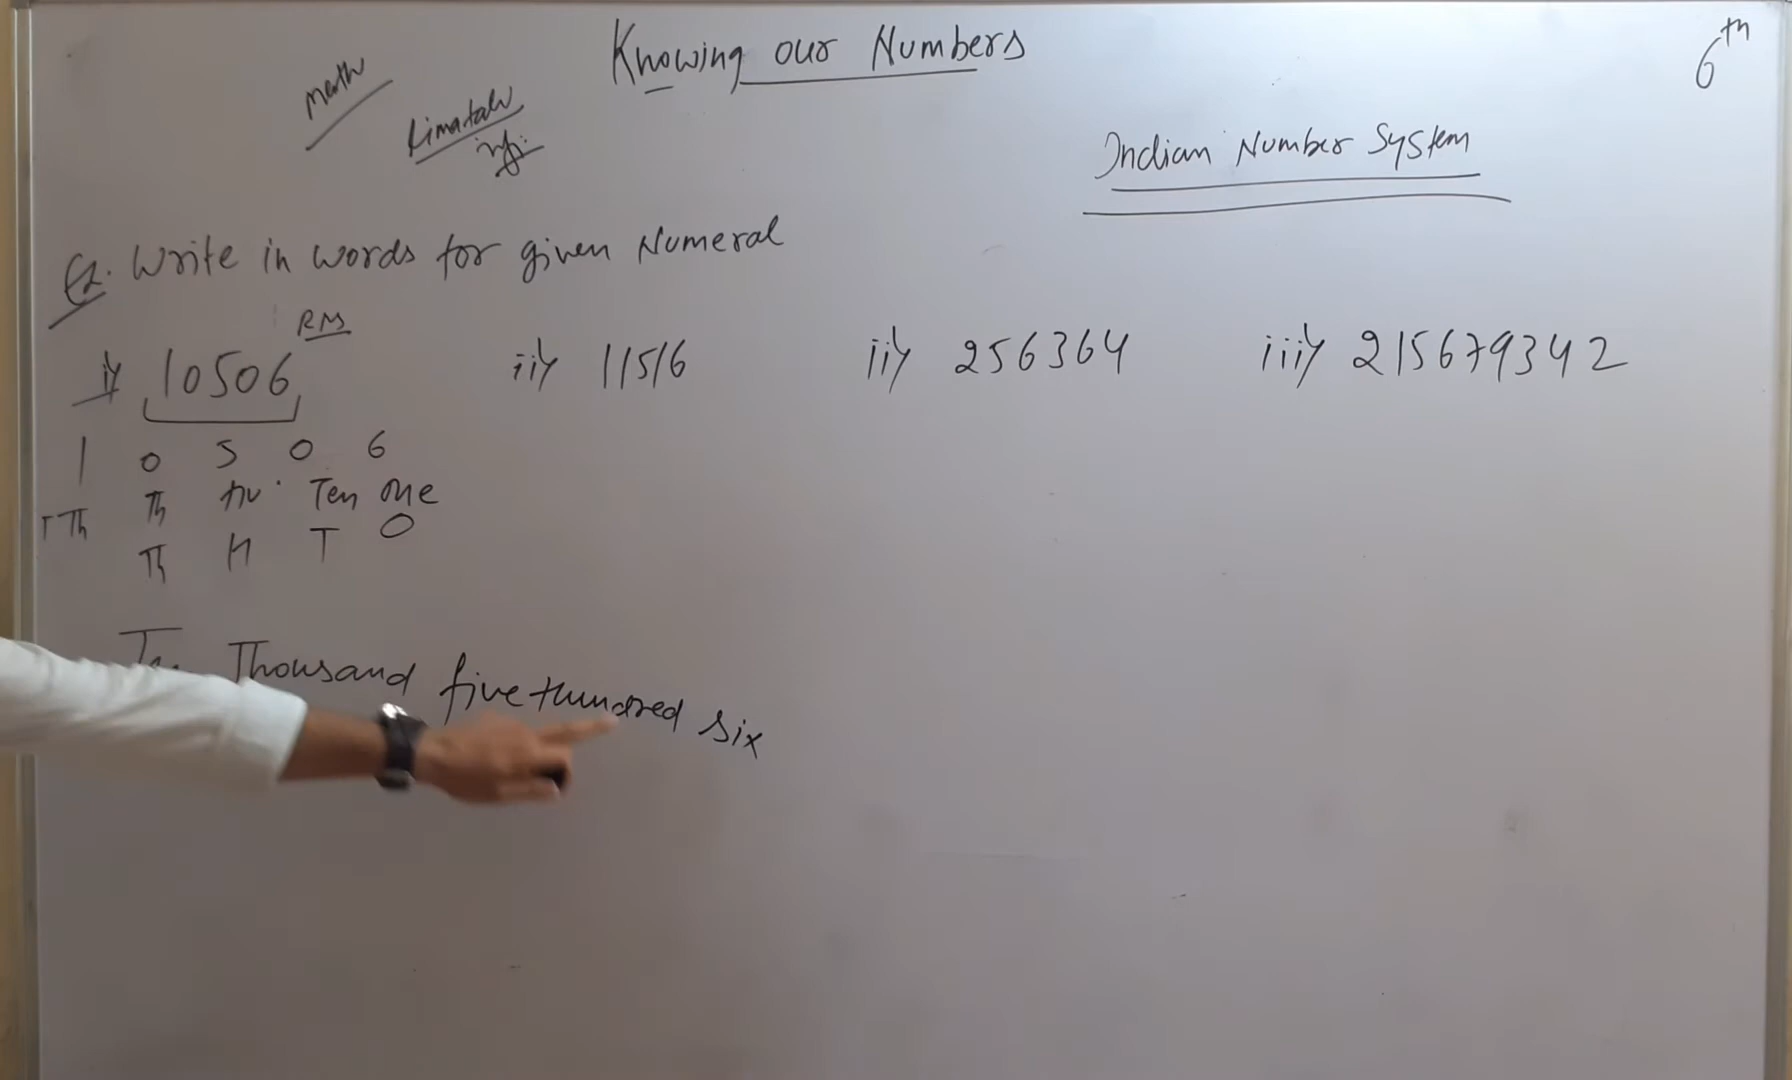 Knowing our Numbers
6th
Math
Indian Number System
Ex. Write in words for given Numeral
RM
i) 10506
ii) 11516
ii) 256364
iii) 215679342
1 0 5 0 6
TTh Th Hu. Ten One
Th H T O
Thousand five Hundred six